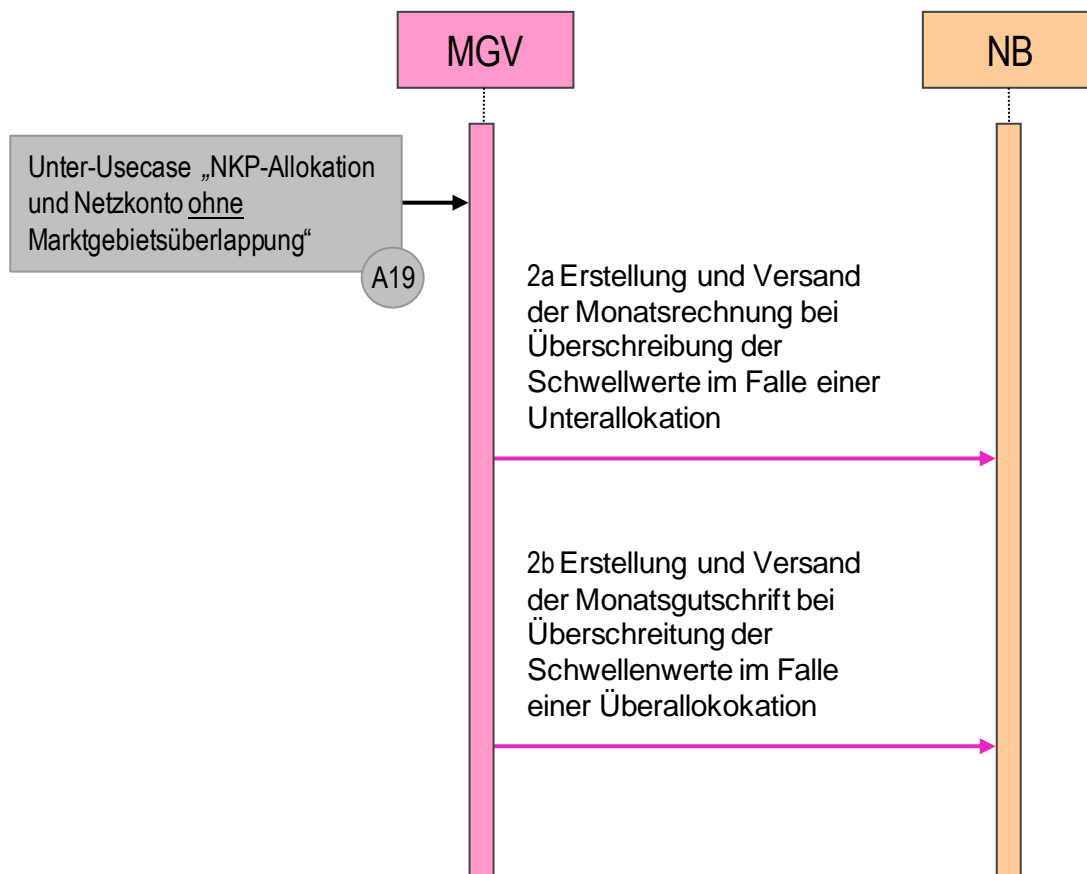 MGV
NB
Unter-Usecase „NKP-Allokation
und Netzkonto ohne
Marktgebietsüberlappung“
A19
2a Erstellung und Versand
der Monatsrechnung bei
Überschreibung der
Schwellwerte im Falle einer
Unterallokation
2b Erstellung und Versand
der Monatsgutschrift bei
Überschreitung der
Schwellenwerte im Falle
einer Überallokokation